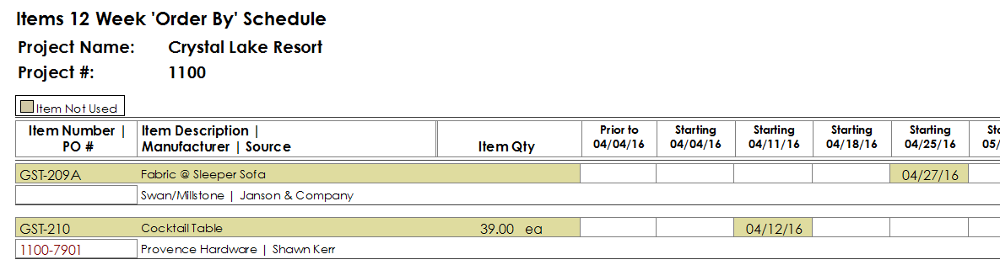 Items 12 Week 'Order By' Schedule
Project Name: Crystal Lake Resort
Project #: 1100
Item Not Used
Item Number | Item Description | Prior to Starting Starting Starting Starting
PO # Manufacturer | Source Item Qty 04/04/16 04/04/16 04/11/16 04/18/16 04/25/16
GST-209A Fabric @ Sleeper Sofa 04/27/16
Swan/Millstone | Janson & Company
GST-210 Cocktail Table 39.00 ea 04/12/16
1100-7901 Provence Hardware | Shawn Kerr